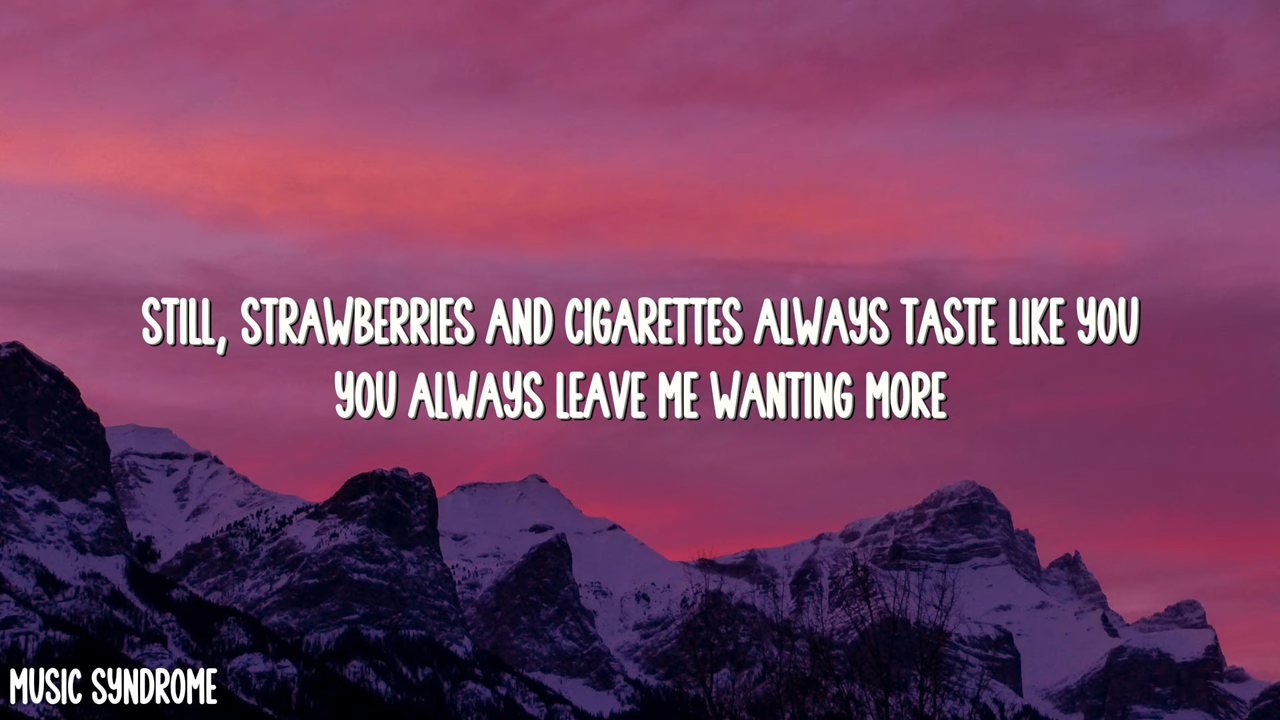 STILL, STRAWBERRIES AND CIGARETTES ALWAYS TASTE LIKE YOU
YOU ALWAYS LEAVE ME WANTING MORE
MUSIC SYNDROME